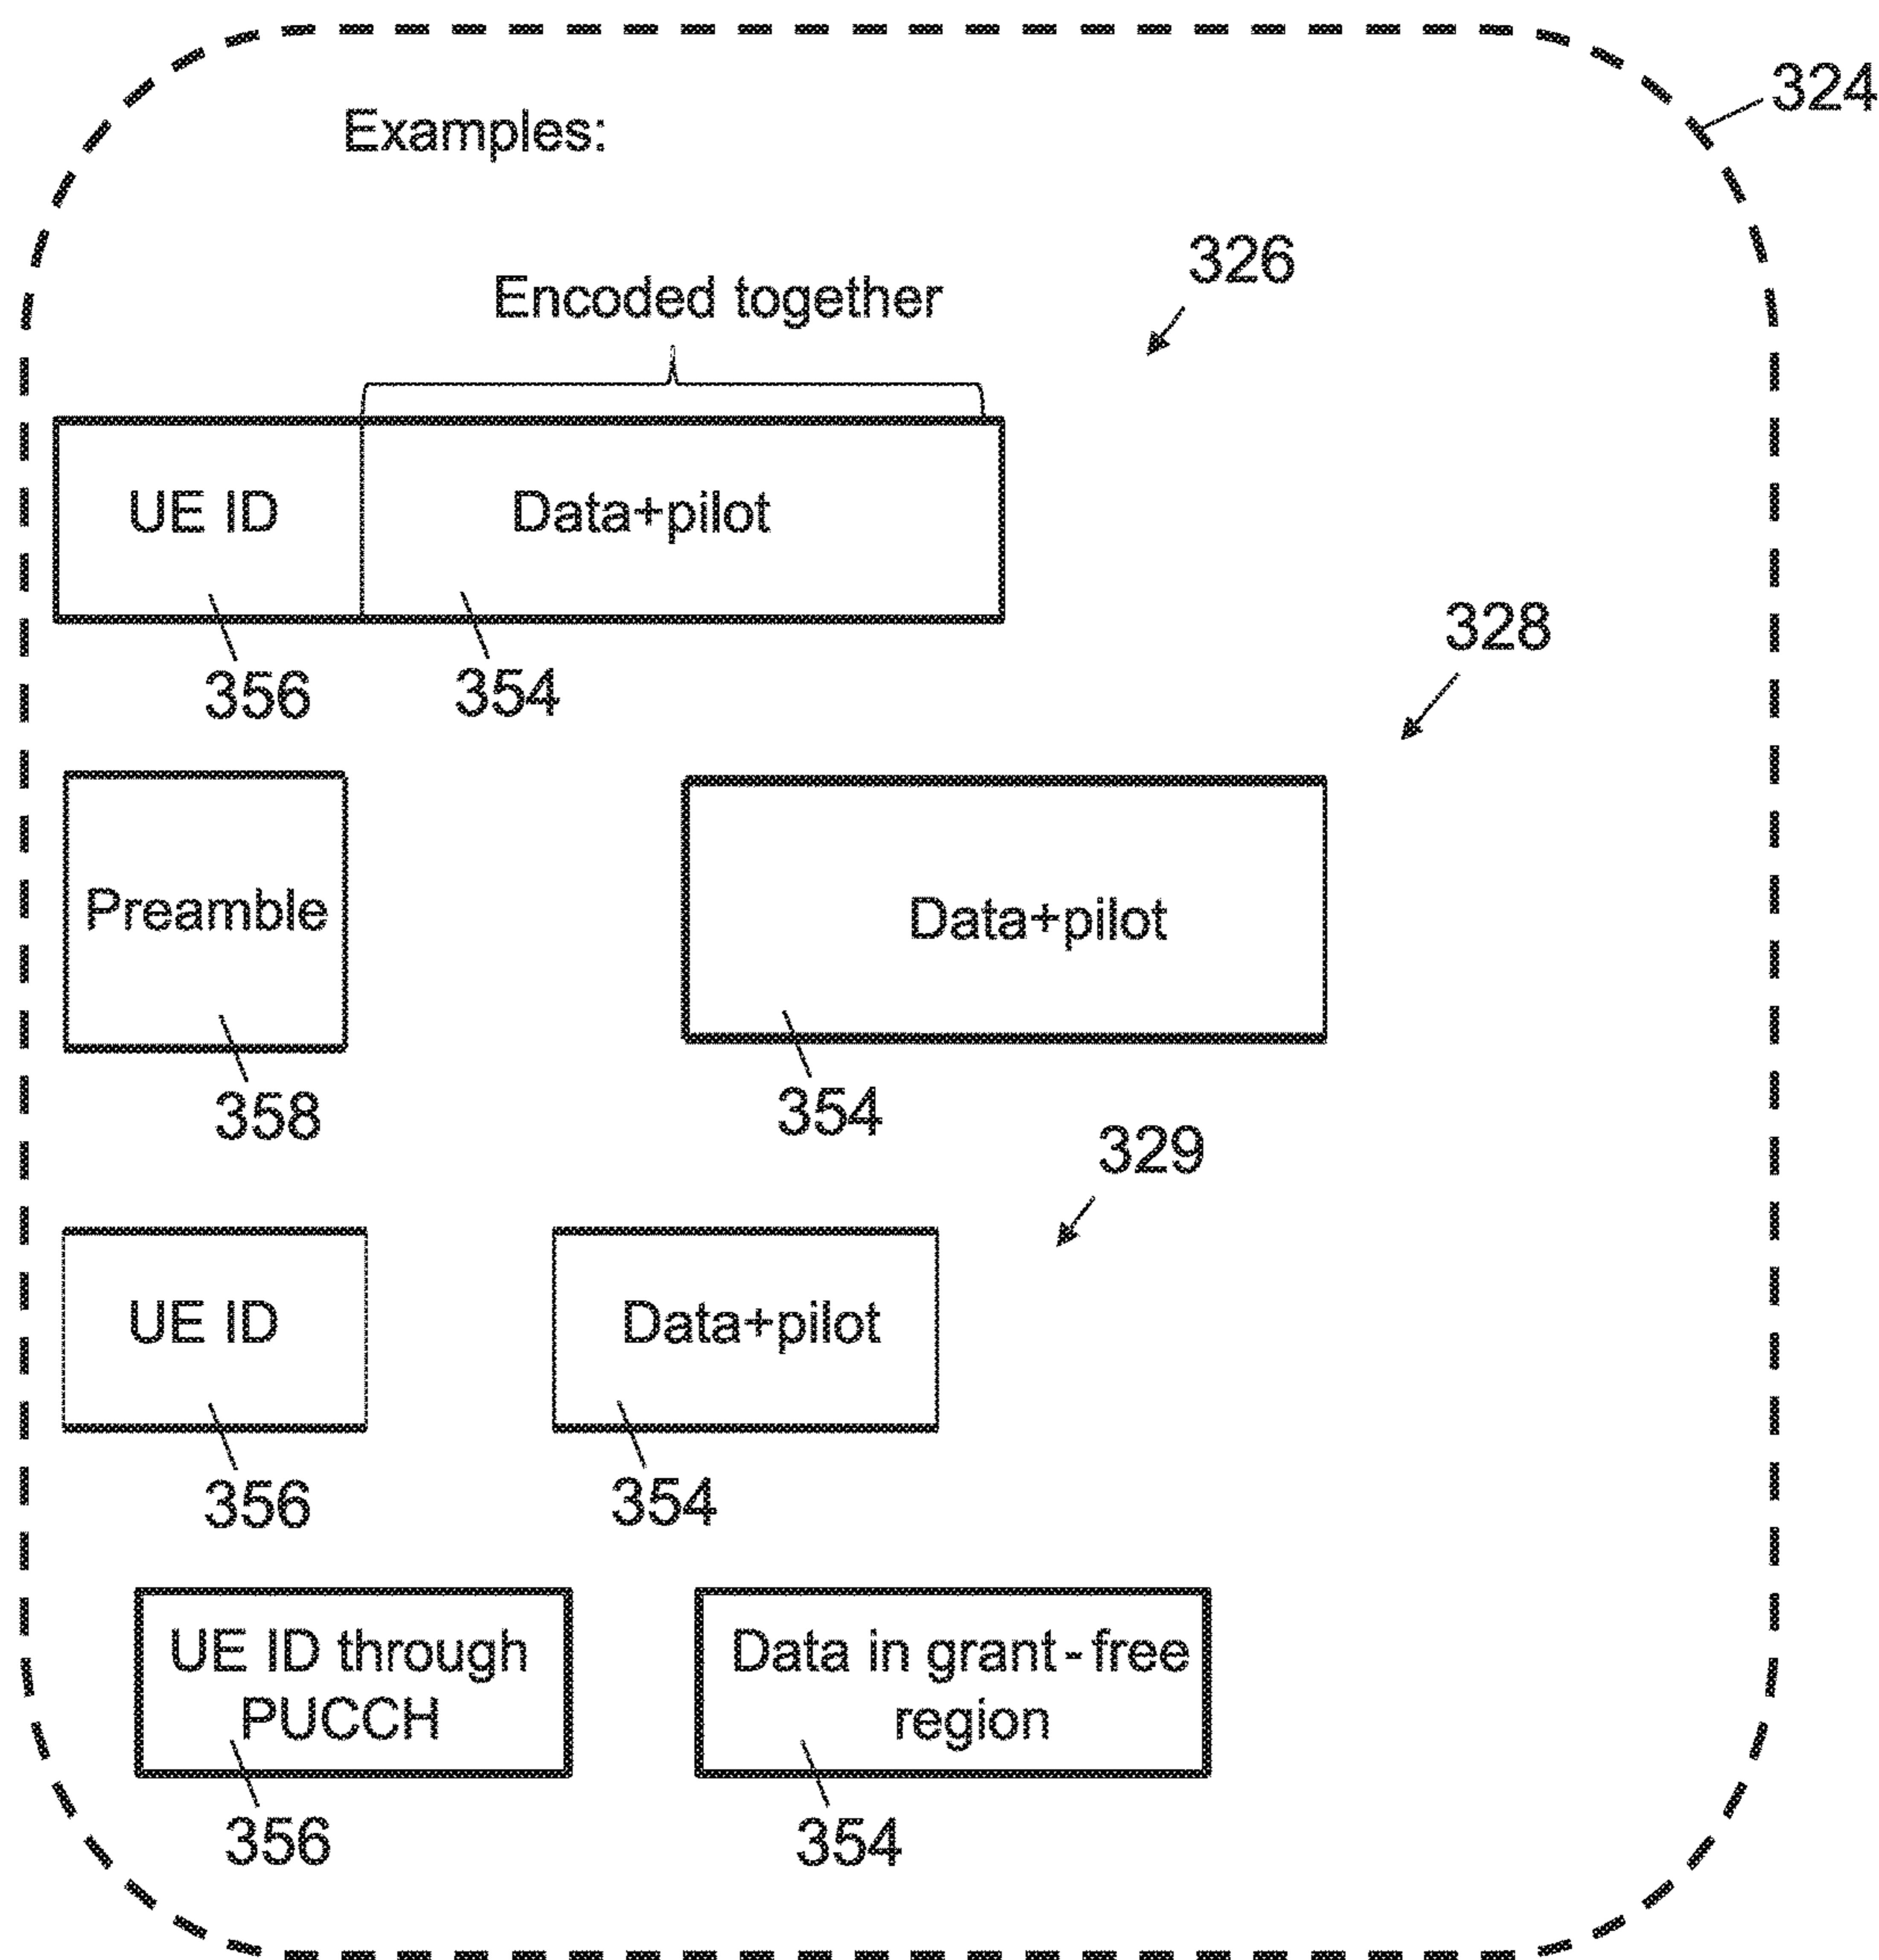 324
Examples:
326
Encoded together
UE ID
Data+pilot
356
354
328
Preamble
Data+pilot
358
354
329
UE ID
Data+pilot
356
354
UE ID through
PUCCH
Data in grant-free
region
356
354